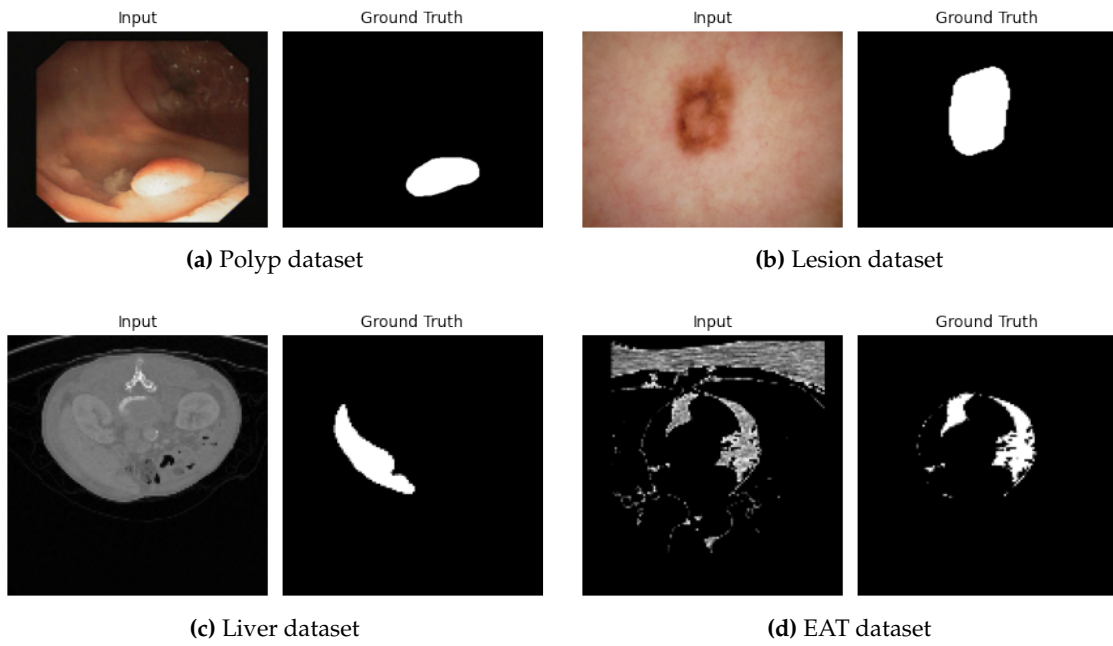 Input Ground Truth Input Ground Truth
(a) Polyp dataset (b) Lesion dataset
Input Ground Truth Input Ground Truth
(c) Liver dataset (d) EAT dataset